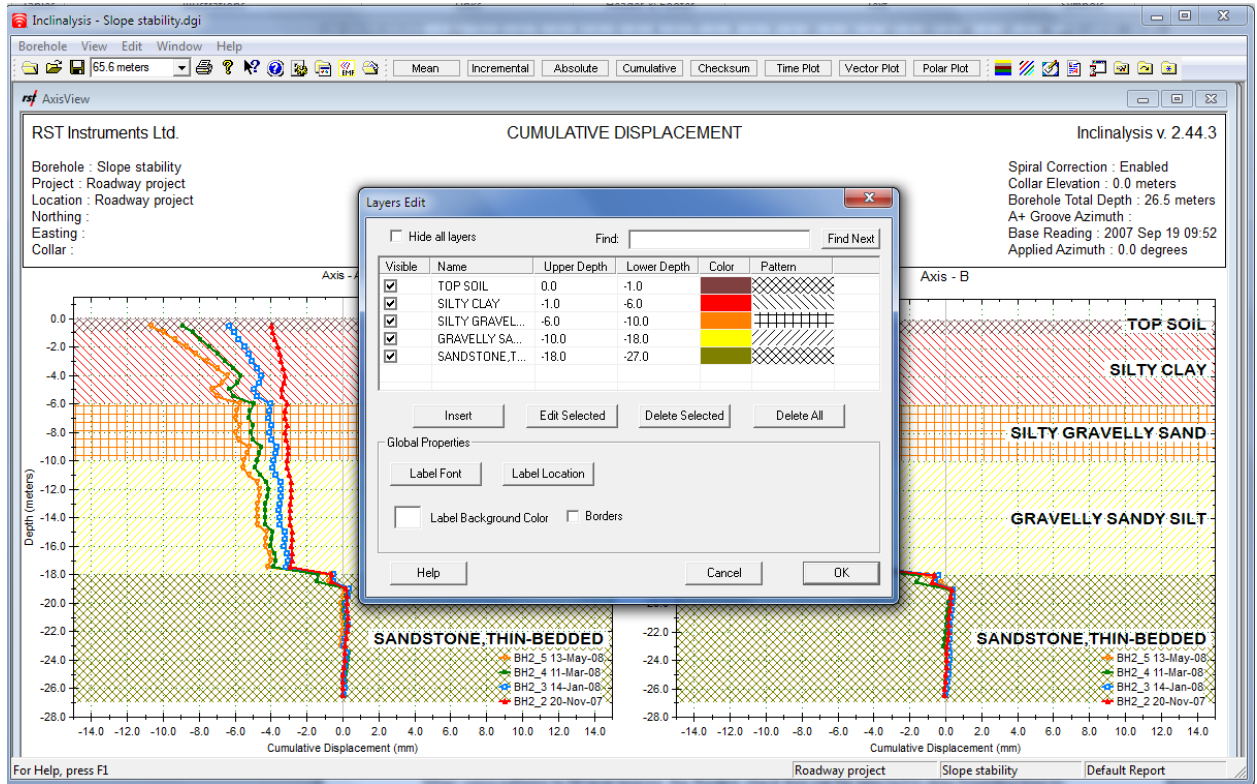 Inclinalysis - Slope stability.dgi
Borehole View Edit Window Help
65.6 meters
EMF
Mean Incremental Absolute Cumulative Checksum Time Plot Vector Plot Polar Plot
rst AxisView
RST Instruments Ltd.
CUMULATIVE DISPLACEMENT
Inclinalysis v. 2.44.3
Borehole : Slope stability
Project : Roadway project
Location : Roadway project
Northing :
Easting :
Collar :
Spiral Correction : Enabled
Collar Elevation : 0.0 meters
Borehole Total Depth : 26.5 meters
A+ Groove Azimuth :
Base Reading : 2007 Sep 19 09:52
Applied Azimuth : 0.0 degrees
Layers Edit
Hide all layers
Find:
Find Next
Visible Name Upper Depth Lower Depth Color Pattern
TOP SOIL 0.0 -1.0
SILTY CLAY -1.0 -6.0
SILTY GRAVEL... -6.0 -10.0
GRAVELLY SA... -10.0 -18.0
SANDSTONE,T... -18.0 -27.0
Insert Edit Selected Delete Selected Delete All
Global Properties
Label Font Label Location
Label Background Color Borders
Help Cancel OK
Axis -
0.0
-2.0
-4.0
-6.0
-8.0
-10.0
-12.0
-14.0
-16.0
-18.0
-20.0
-22.0
-24.0
-26.0
-28.0
Depth (meters)
SANDSTONE,THIN-BEDDED
BH2_5 13-May-08
BH2_4 11-Mar-08
BH2_3 14-Jan-08
BH2_2 20-Nov-07
-14.0 -12.0 -10.0 -8.0 -6.0 -4.0 -2.0 0.0 2.0 4.0 6.0 8.0 10.0 12.0 14.0
Cumulative Displacement (mm)
Axis - B
TOP SOIL
SILTY CLAY
SILTY GRAVELLY SAND
GRAVELLY SANDY SILT
-22.0
-24.0
-26.0
-28.0
SANDSTONE,THIN-BEDDED
BH2_5 13-May-08
BH2_4 11-Mar-08
BH2_3 14-Jan-08
BH2_2 20-Nov-07
-14.0 -12.0 -10.0 -8.0 -6.0 -4.0 -2.0 0.0 2.0 4.0 6.0 8.0 10.0 12.0 14.0
Cumulative Displacement (mm)
For Help, press F1
Roadway project Slope stability Default Report